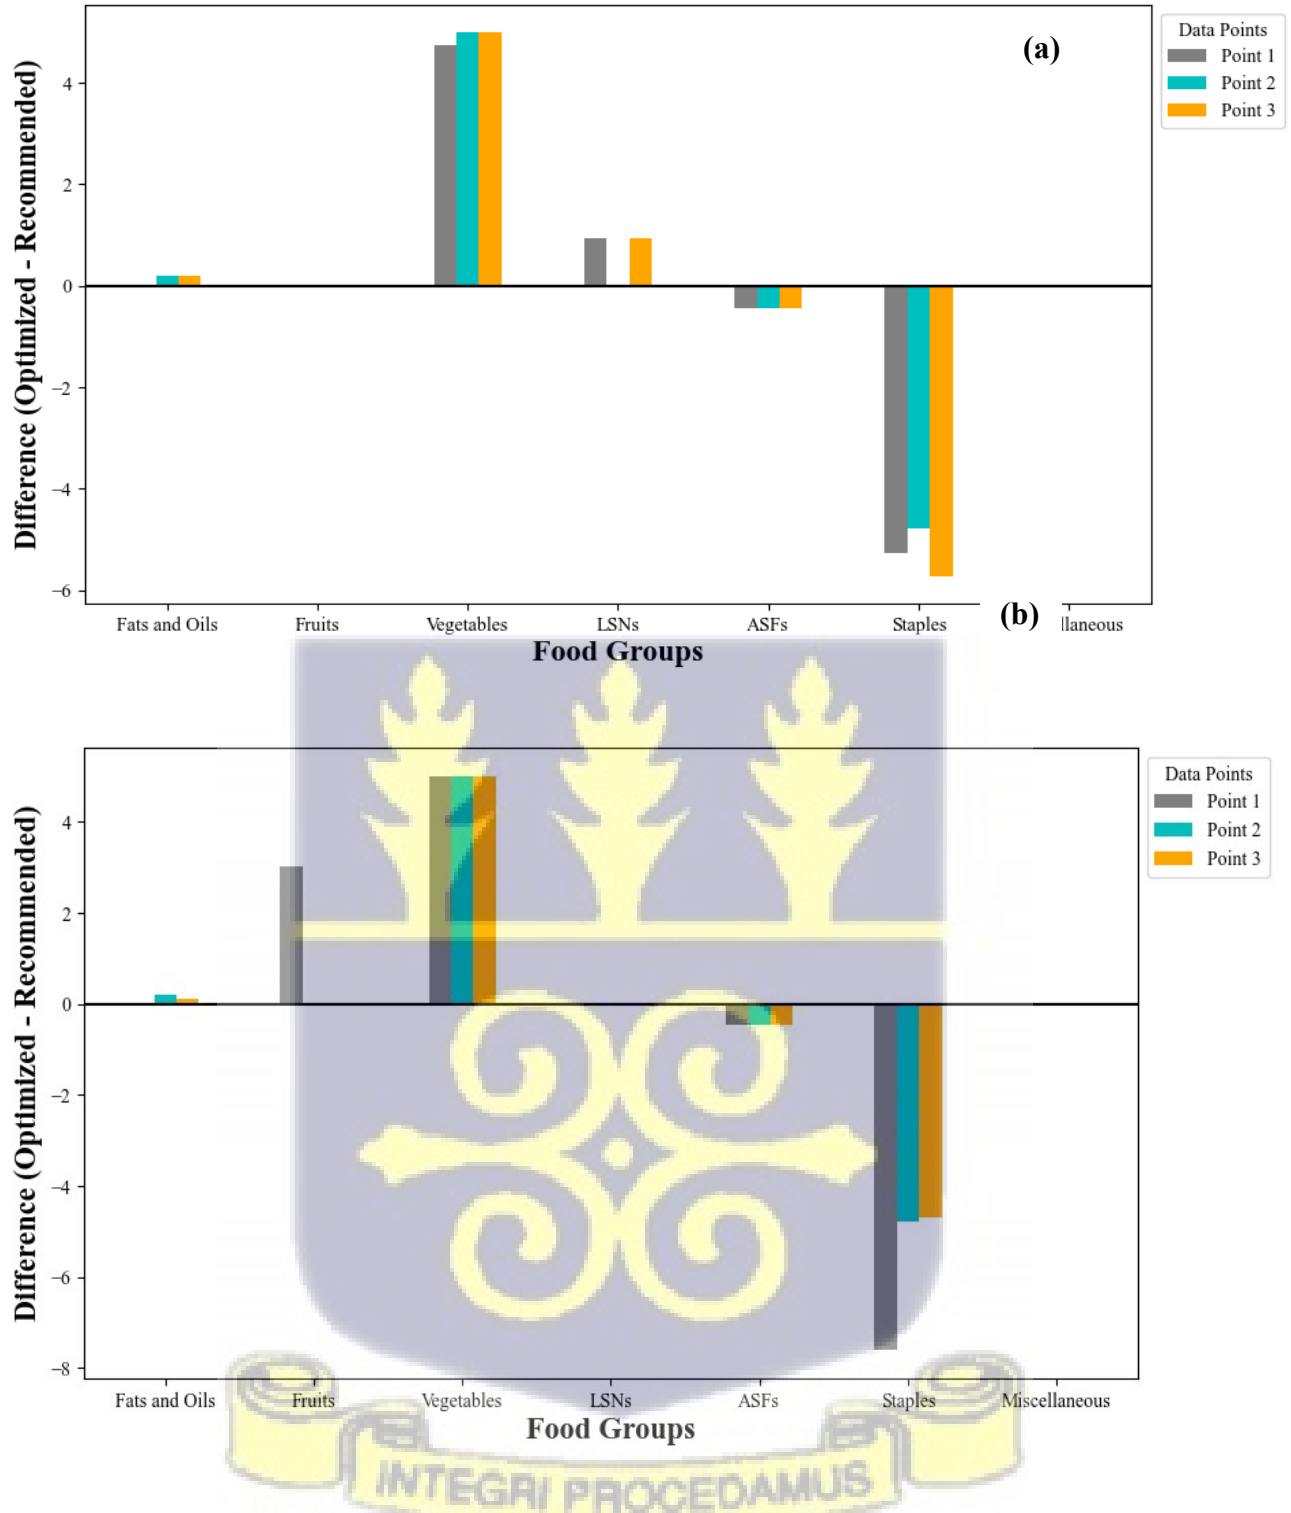 (a)
Data Points
Point 1
Point 2
Point 3
Difference (Optimized - Recommended)
4
2
0
−2
−4
−6
Fats and Oils Fruits Vegetables LSNs ASFs Staples llaneous
Food Groups
(b)
Data Points
Point 1
Point 2
Point 3
Difference (Optimized - Recommended)
4
2
0
−2
−4
−6
−8
Fats and Oils Fruits Vegetables LSNs ASFs Staples Miscellaneous
Food Groups
INTEGRI PROCEDAMUS